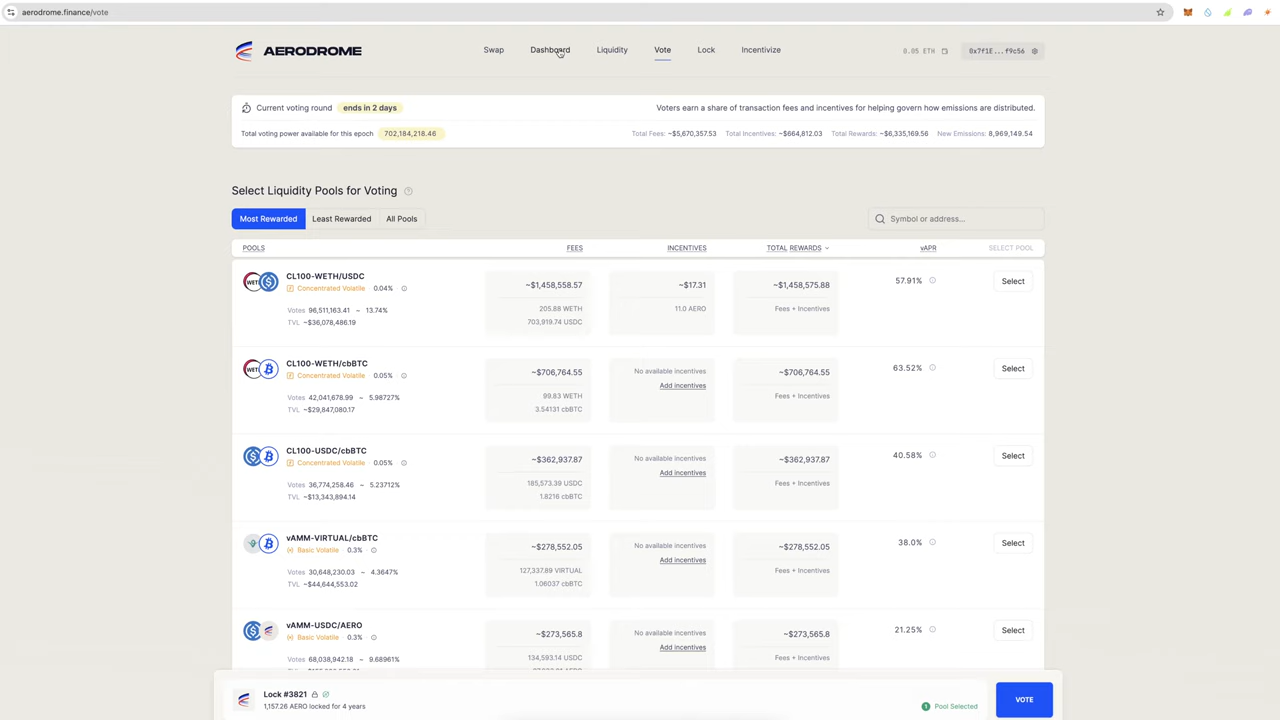 aerodrome.finance/vote
AERODROME
Swap Dashboard Liquidity Vote Lock Incentivize
0.05 ETH 0x7f1E...f9c56
Current voting round ends in 2 days
Voters earn a share of transaction fees and incentives for helping govern how emissions are distributed.
Total voting power available for this epoch 702,184,218.46
Total Fees: ~$5,670,357.53 Total Incentives: ~$664,812.03 Total Rewards: ~$6,335,169.56 New Emissions: 8,969,149.54
Select Liquidity Pools for Voting
Most Rewarded Least Rewarded All Pools
Symbol or address...
POOLS FEES INCENTIVES TOTAL REWARDS vAPR SELECT POOL
CL100-WETH/USDC
Concentrated Volatile 0.04%
Votes 96,511,163.41 ~ 13.74%
TVL ~$36,078,486.19
~$1,458,558.57
205.88 WETH
703,919.74 USDC
~$17.31
11.0 AERO
~$1,458,575.88
Fees + Incentives
57.91%
Select
CL100-WETH/cbBTC
Concentrated Volatile 0.05%
Votes 42,041,678.99 ~ 5.98727%
TVL ~$29,847,080.17
~$706,764.55
99.83 WETH
3.54131 cbBTC
No available incentives
Add incentives
~$706,764.55
Fees + Incentives
63.52%
Select
CL100-USDC/cbBTC
Concentrated Volatile 0.05%
Votes 36,774,258.46 ~ 5.23712%
TVL ~$13,343,894.14
~$362,937.87
185,573.39 USDC
1.8216 cbBTC
No available incentives
Add incentives
~$362,937.87
Fees + Incentives
40.58%
Select
vAMM-VIRTUAL/cbBTC
Basic Volatile 0.3%
Votes 30,648,230.03 ~ 4.3647%
TVL ~$44,644,553.02
~$278,552.05
127,337.89 VIRTUAL
1.06037 cbBTC
No available incentives
Add incentives
~$278,552.05
Fees + Incentives
38.0%
Select
vAMM-USDC/AERO
Basic Volatile 0.3%
Votes 68,038,942.18 ~ 9.68961%
~$273,565.8
134,593.14 USDC
No available incentives
Add incentives
~$273,565.8
Fees + Incentives
21.25%
Select
Lock #3821
1,157.26 AERO locked for 4 years
1 Pool Selected
VOTE